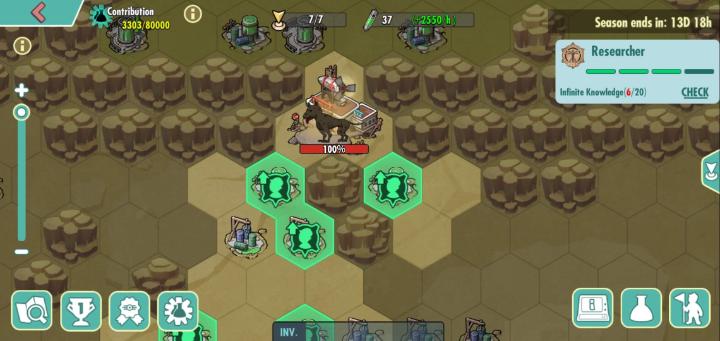 Contribution
3303/80000
7/7
37
(+2550 h)
Season ends in: 13D 18h
Researcher
Infinite Knowledge(6/20)
CHECK
100%
INV.